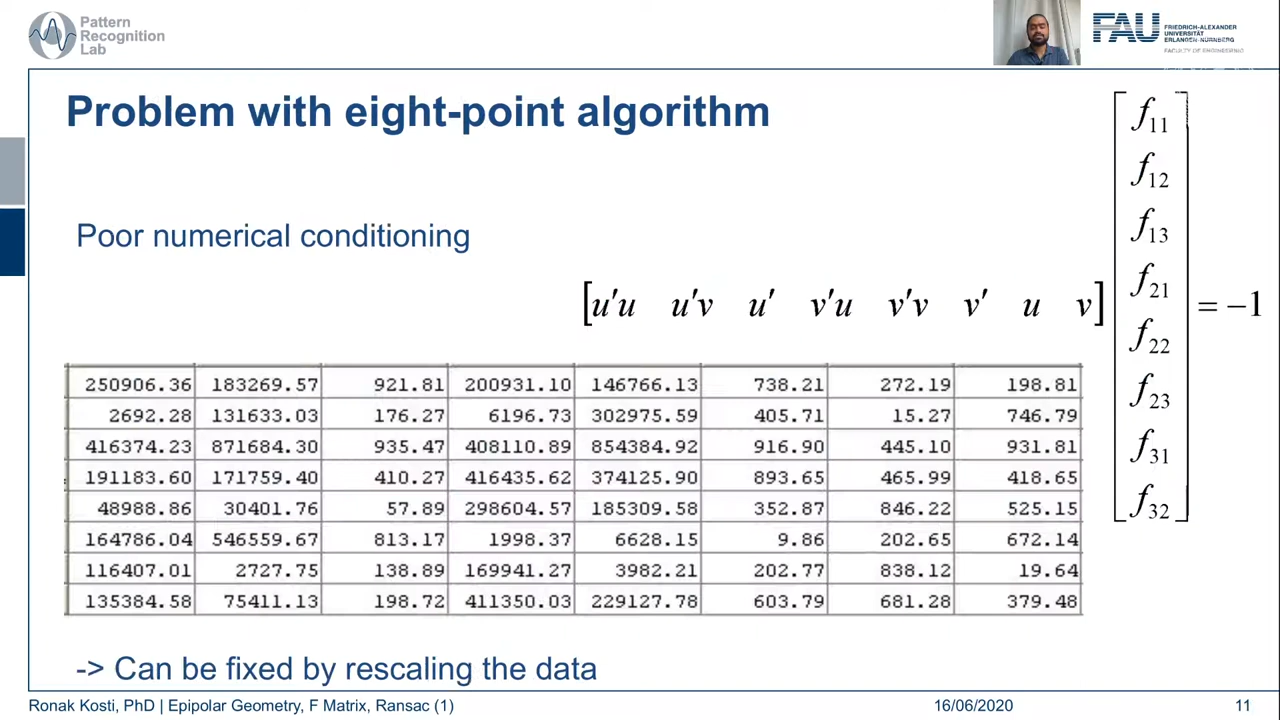 Pattern
Recognition
Lab
FAU
FRIEDRICH-ALEXANDER
UNIVERSITÄT
ERLANGEN-NÜRNBERG
FACULTY OF ENGINEERING
Problem with eight-point algorithm
Poor numerical conditioning
[u′u u′v u′ v′u v′v v′ u v]
f11
f12
f13
f21
f22
f23
f31
f32
= −1
250906.36 183269.57 921.81 200931.10 146766.13 738.21 272.19 198.81
2692.28 131633.03 176.27 6196.73 302975.59 405.71 15.27 746.79
416374.23 871684.30 935.47 408110.89 854384.92 916.90 445.10 931.81
191183.60 171759.40 410.27 416435.62 374125.90 893.65 465.99 418.65
48988.86 30401.76 57.89 298604.57 185309.58 352.87 846.22 525.15
164786.04 546559.67 813.17 1998.37 6628.15 9.86 202.65 672.14
116407.01 2727.75 138.89 169941.27 3982.21 202.77 838.12 19.64
135384.58 75411.13 198.72 411350.03 229127.78 603.79 681.28 379.48
-> Can be fixed by rescaling the data
Ronak Kosti, PhD | Epipolar Geometry, F Matrix, Ransac (1) 16/06/2020 11